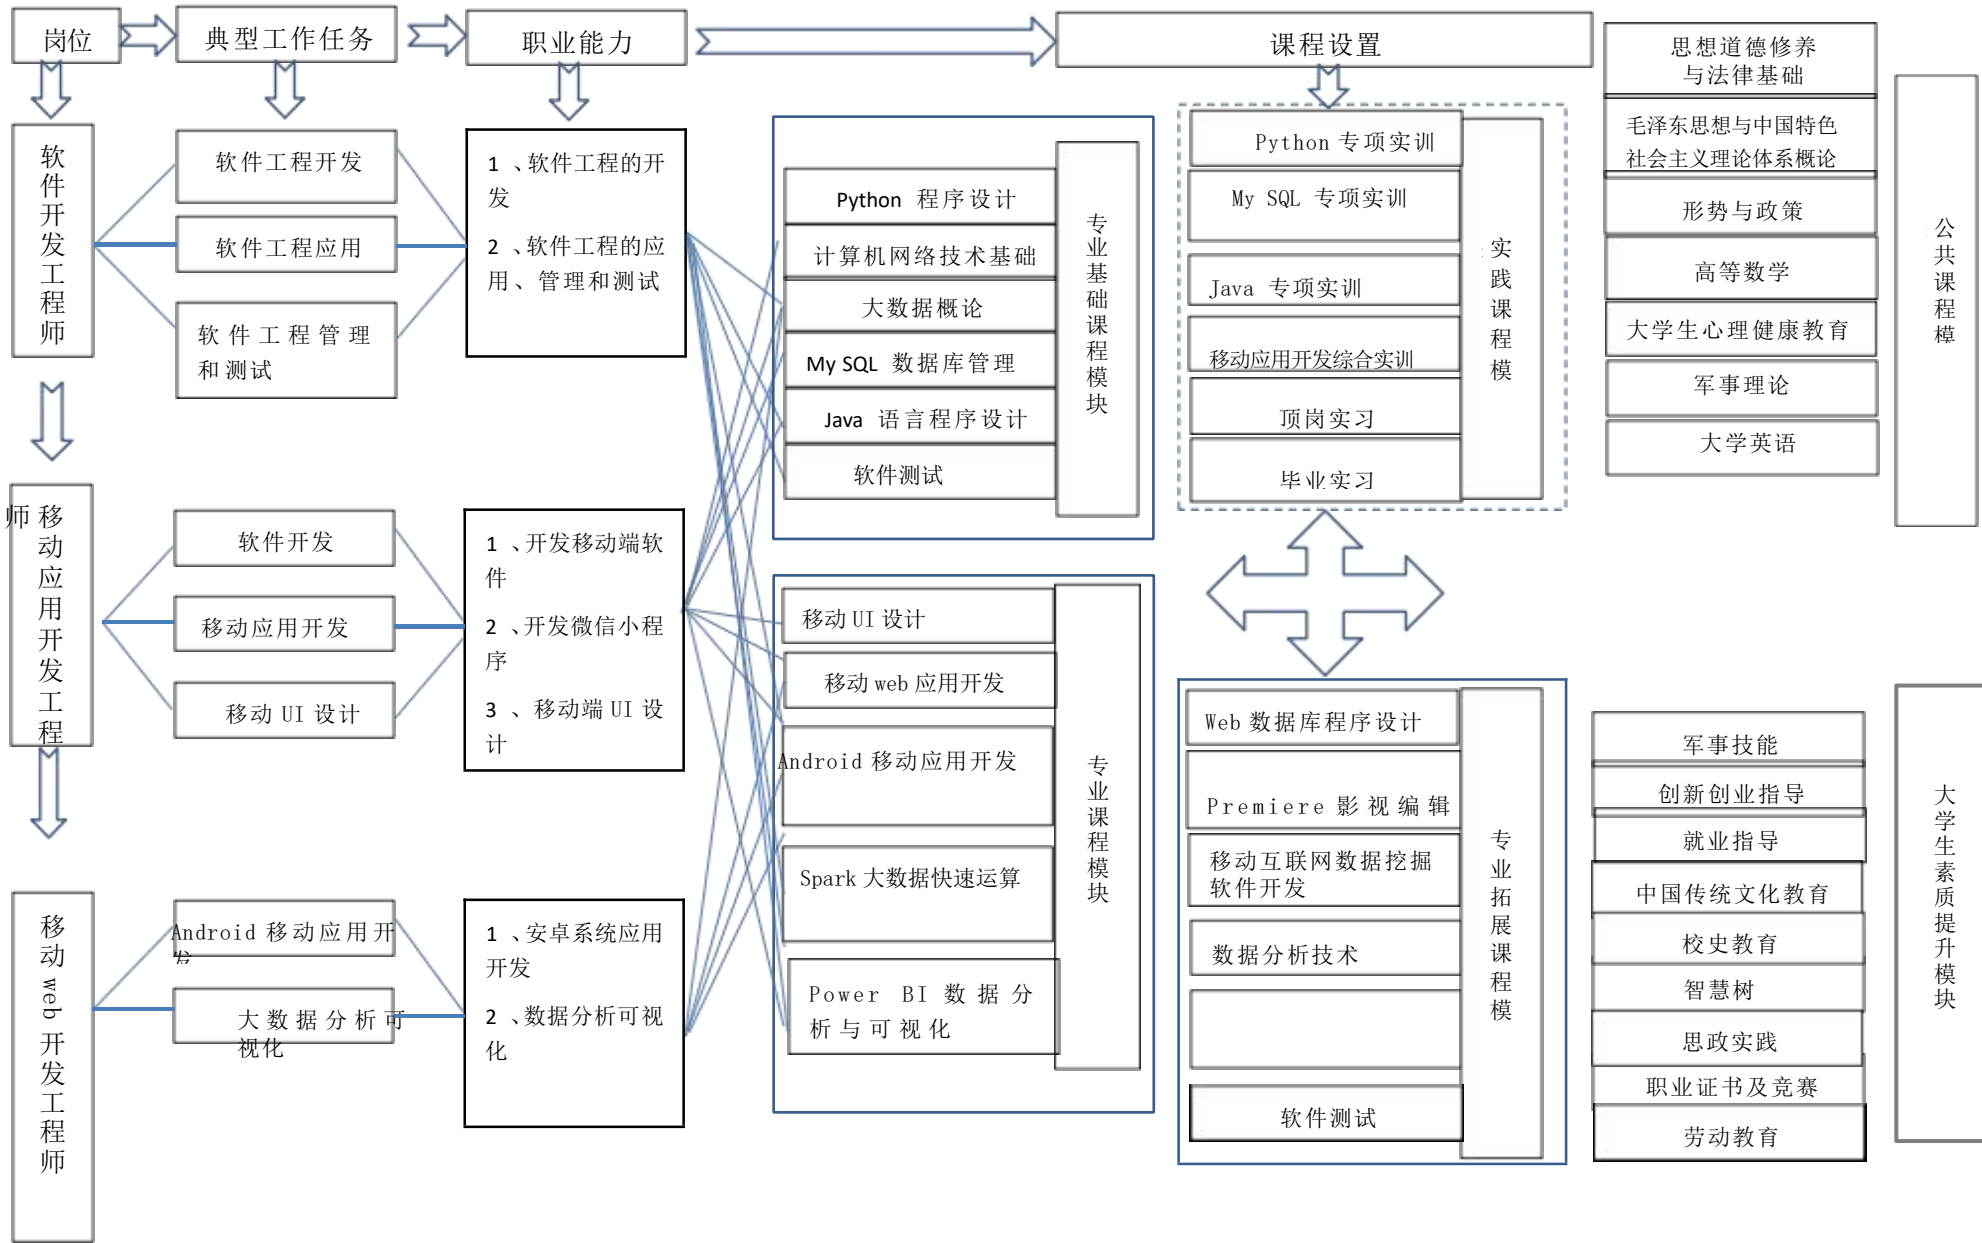 岗位
典型工作任务
职业能力
课程设置
软件开发工程师
软件工程开发
软件工程应用
软件工程管理
和测试
1 、软件工程的开
发
2 、软件工程的应
用、管理和测试
移动应用开发工程
师
软件开发
移动应用开发
移动 UI 设计
1 、开发移动端软
件
2 、开发微信小程
序
3 、移动端 UI 设
计
移动 web 开发工程师
Android 移动应用开
发
大数据分析可
视化
1 、安卓系统应用
开发
2 、数据分析可视
化
Python 程序设计
计算机网络技术基础
大数据概论
My SQL 数据库管理
Java 语言程序设计
软件测试
专业基础课程模块
移动 UI 设计
移动 web 应用开发
Android 移动应用开发
Spark 大数据快速运算
Power BI 数据分
析与可视化
专业课程模块
Python 专项实训
My SQL 专项实训
Java 专项实训
移动应用开发综合实训
顶岗实习
毕业实习
实践课程模
Web 数据库程序设计
Premiere 影视编辑
移动互联网数据挖掘
软件开发
数据分析技术
软件测试
专业拓展课程模
思想道德修养
与法律基础
毛泽东思想与中国特色
社会主义理论体系概论
形势与政策
高等数学
大学生心理健康教育
军事理论
大学英语
公共课程模
军事技能
创新创业指导
就业指导
中国传统文化教育
校史教育
智慧树
思政实践
职业证书及竞赛
劳动教育
大学生素质提升模块